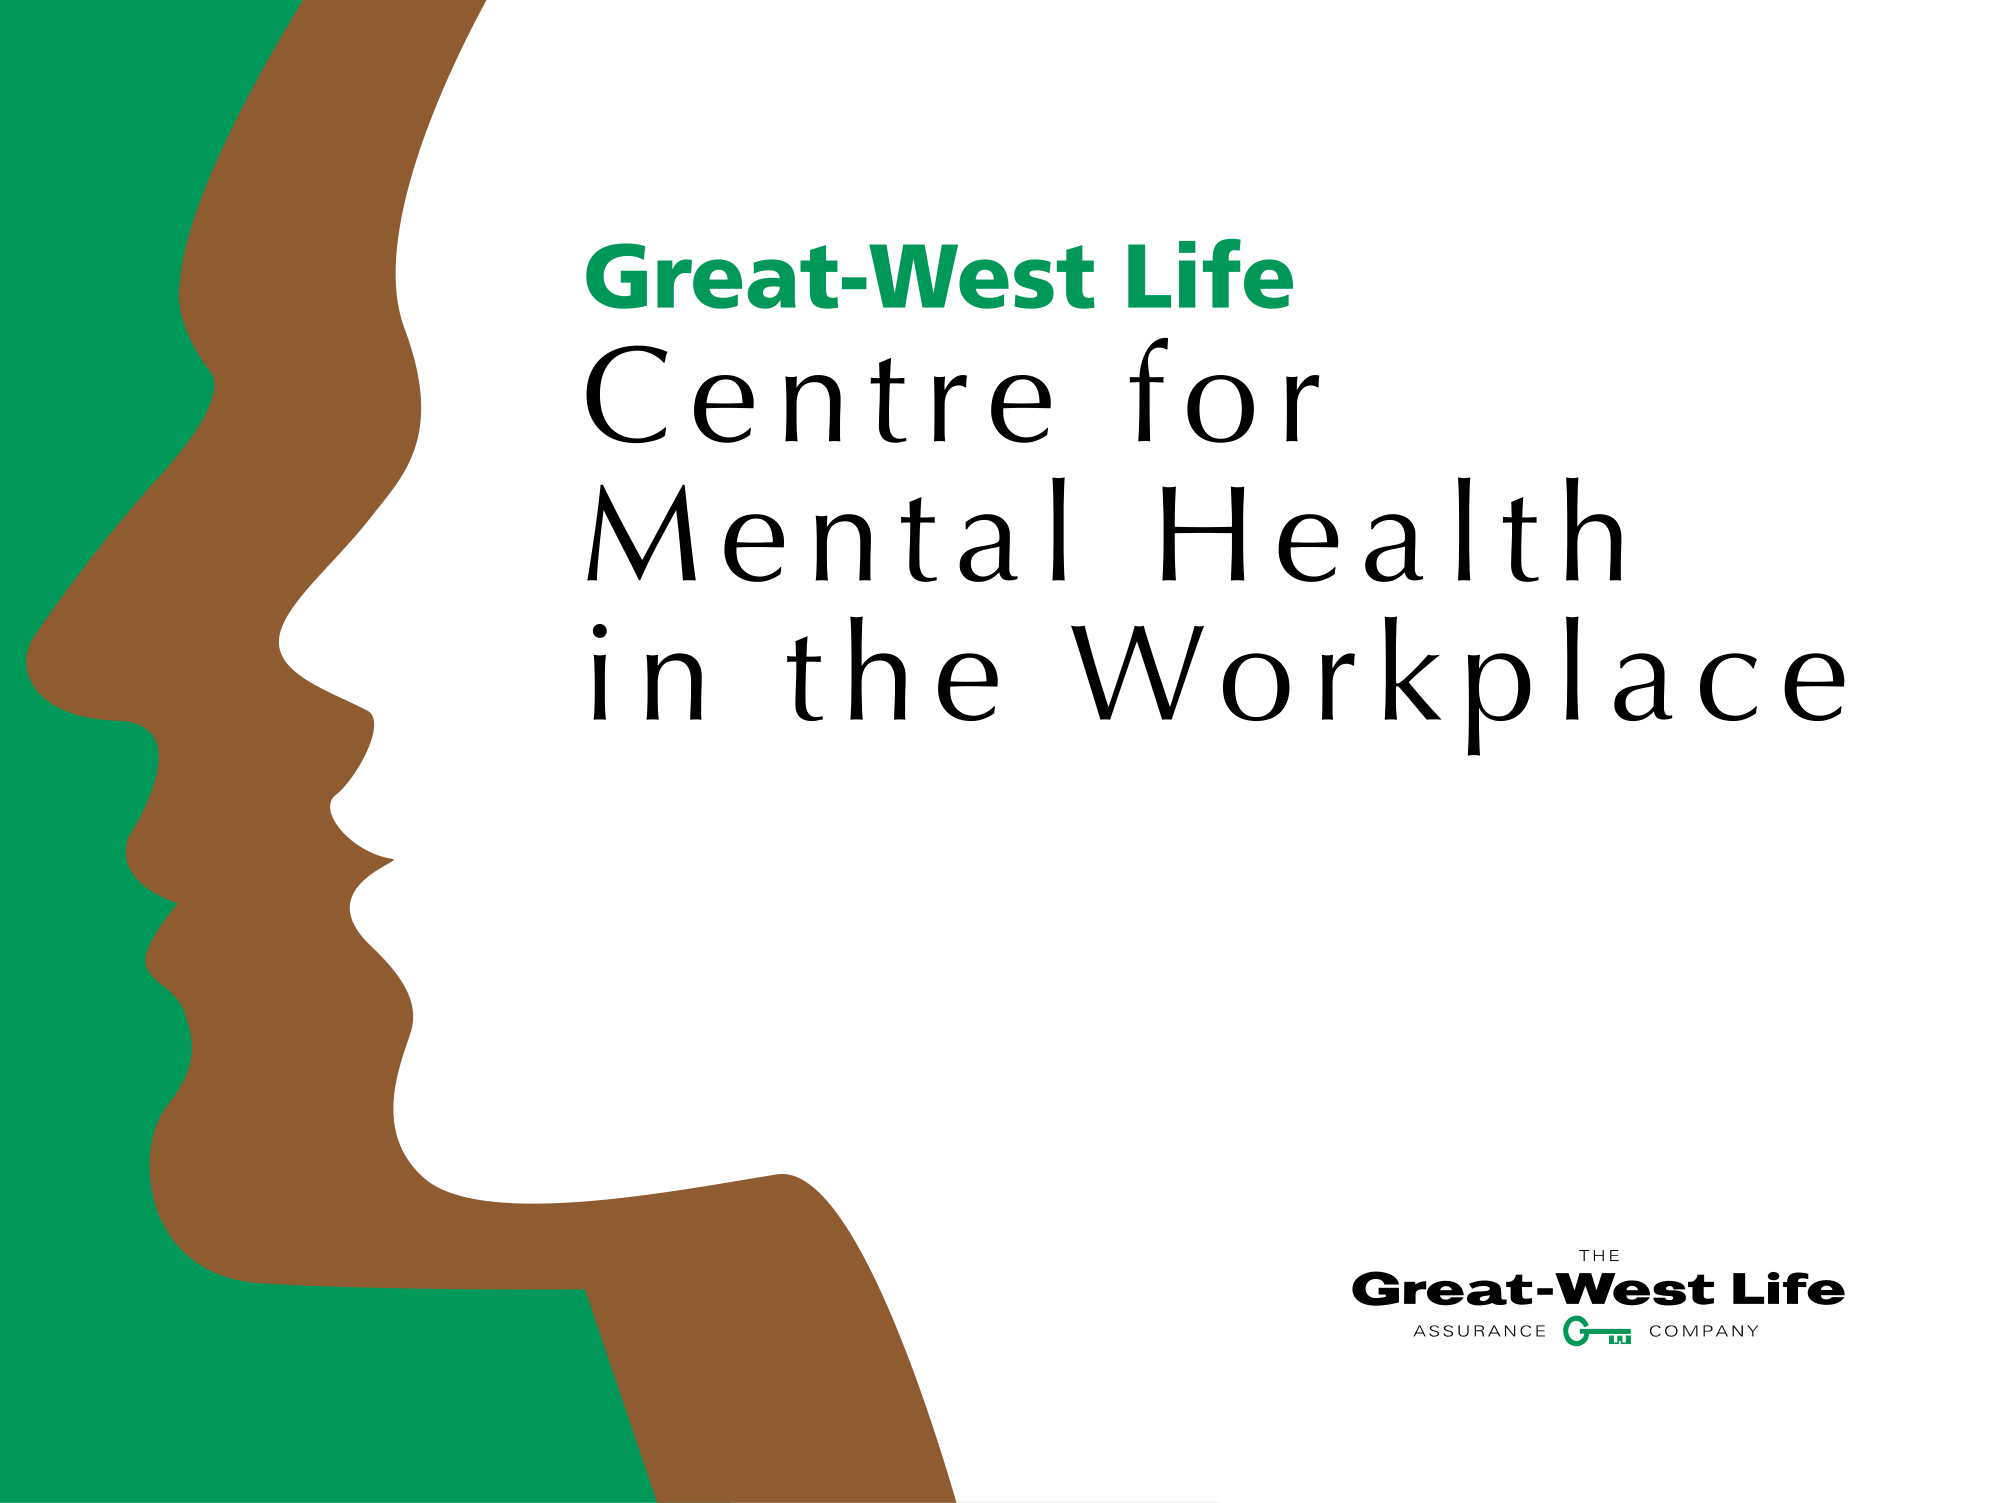 Great-West Life
Centre for
Mental Health
in the Workplace
THE
Great-West Life
ASSURANCE COMPANY